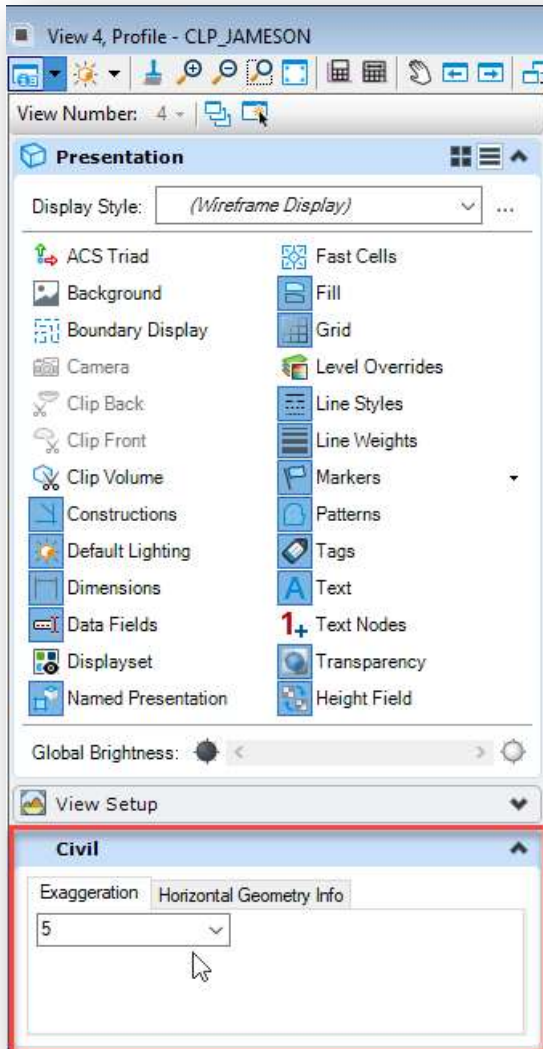 View 4, Profile - CLP_JAMESON
View Number: 4
Presentation
Display Style: (Wireframe Display) ...
ACS Triad Fast Cells
Background Fill
Boundary Display Grid
Camera Level Overrides
Clip Back Line Styles
Clip Front Line Weights
Clip Volume Markers
Constructions Patterns
Default Lighting Tags
Dimensions A Text
Data Fields 1+ Text Nodes
Displayset Transparency
Named Presentation Height Field
Global Brightness:
View Setup
Civil
Exaggeration Horizontal Geometry Info
5